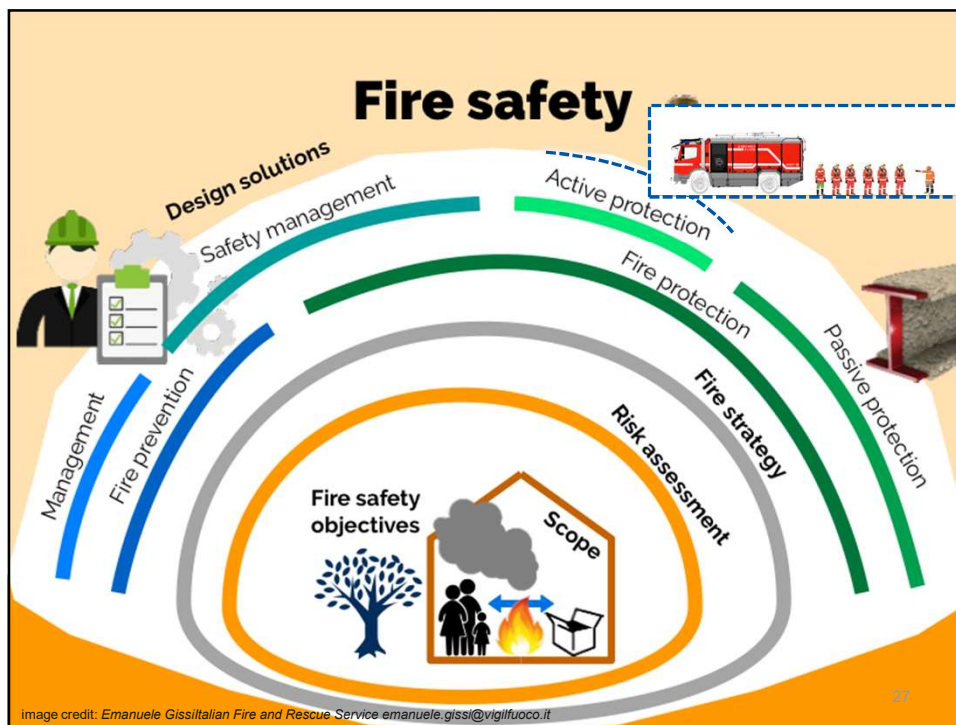 Fire safety
Design solutions
Safety management
Active protection
Fire protection
Passive protection
Management
Fire prevention
Fire strategy
Risk assessment
Fire safety
objectives
Scope
27
image credit: Emanuele GissiItalian Fire and Rescue Service emanuele.gissi@vigilfuoco.it